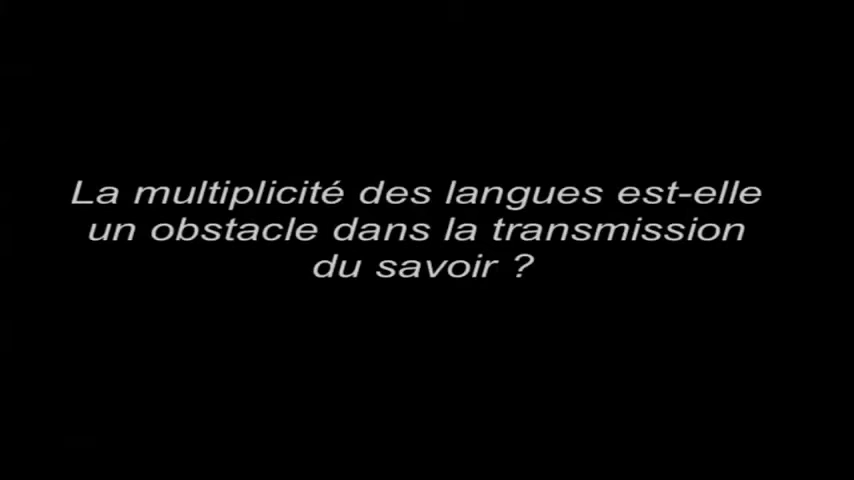 La multiplicité des langues est-elle
un obstacle dans la transmission
du savoir ?